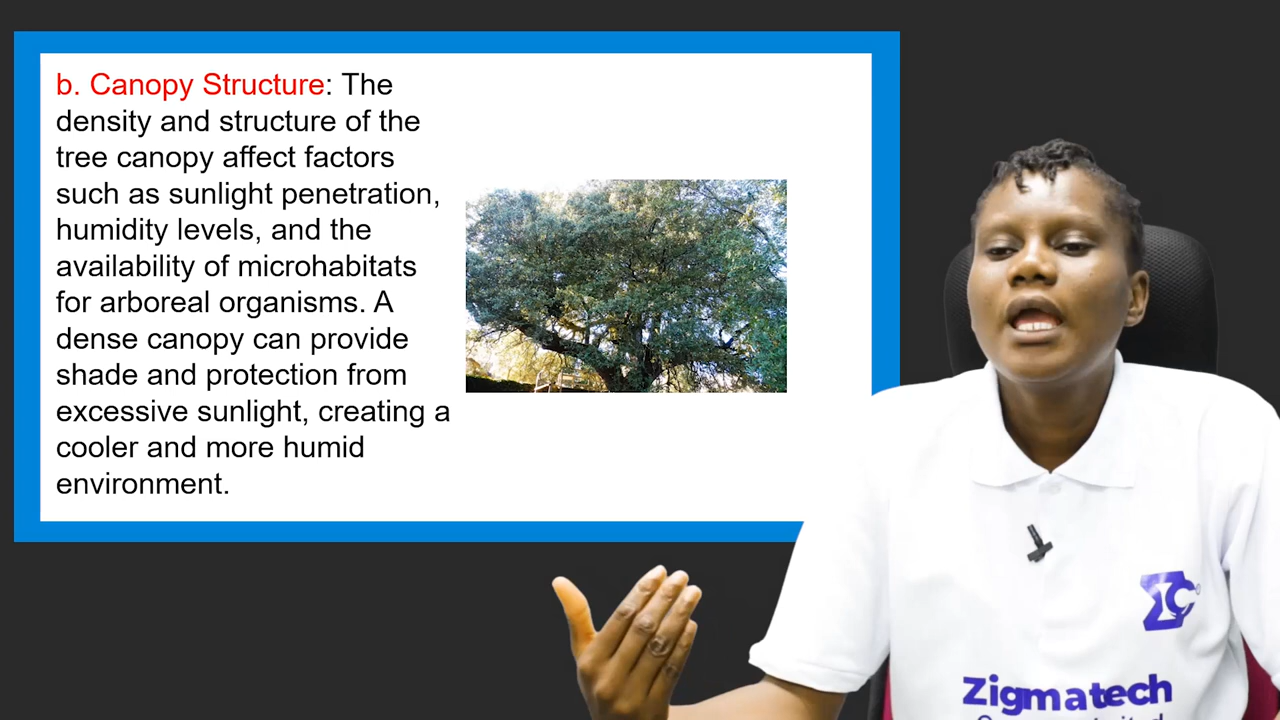 b. Canopy Structure: The
density and structure of the
tree canopy affect factors
such as sunlight penetration,
humidity levels, and the
availability of microhabitats
for arboreal organisms. A
dense canopy can provide
shade and protection from
excessive sunlight, creating a
cooler and more humid
environment.
Zigmatech